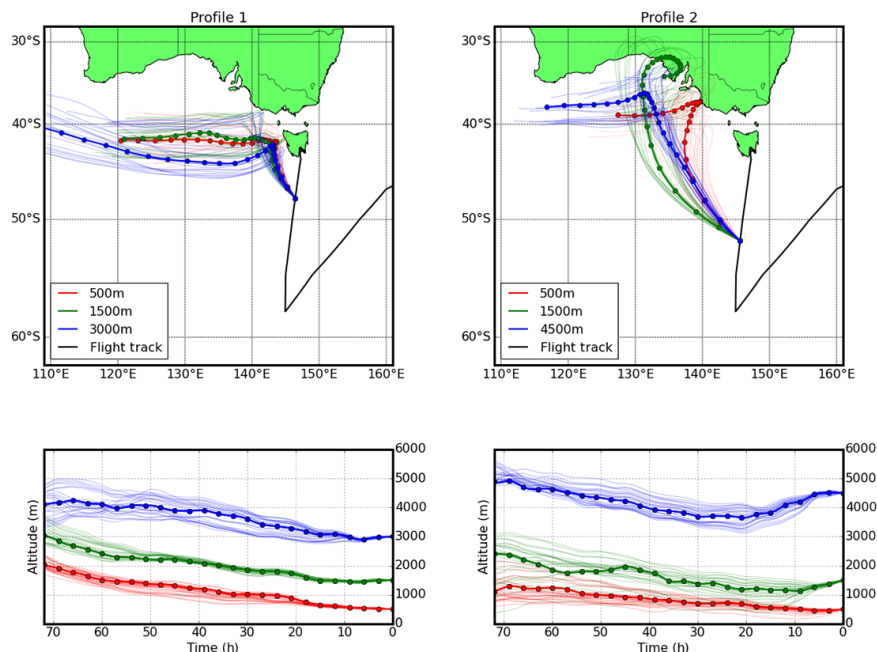 Profile 1
Profile 2
30°S
40°S
50°S
60°S
500m
1500m
3000m
Flight track
110°E 120°E 130°E 140°E 150°E 160°E
30°S
40°S
50°S
60°S
500m
1500m
4500m
Flight track
110°E 120°E 130°E 140°E 150°E 160°E
6000
5000
4000
3000
2000
1000
0
Altitude (m)
70 60 50 40 30 20 10 0
Time (h)
6000
5000
4000
3000
2000
1000
0
Altitude (m)
70 60 50 40 30 20 10 0
Time (h)